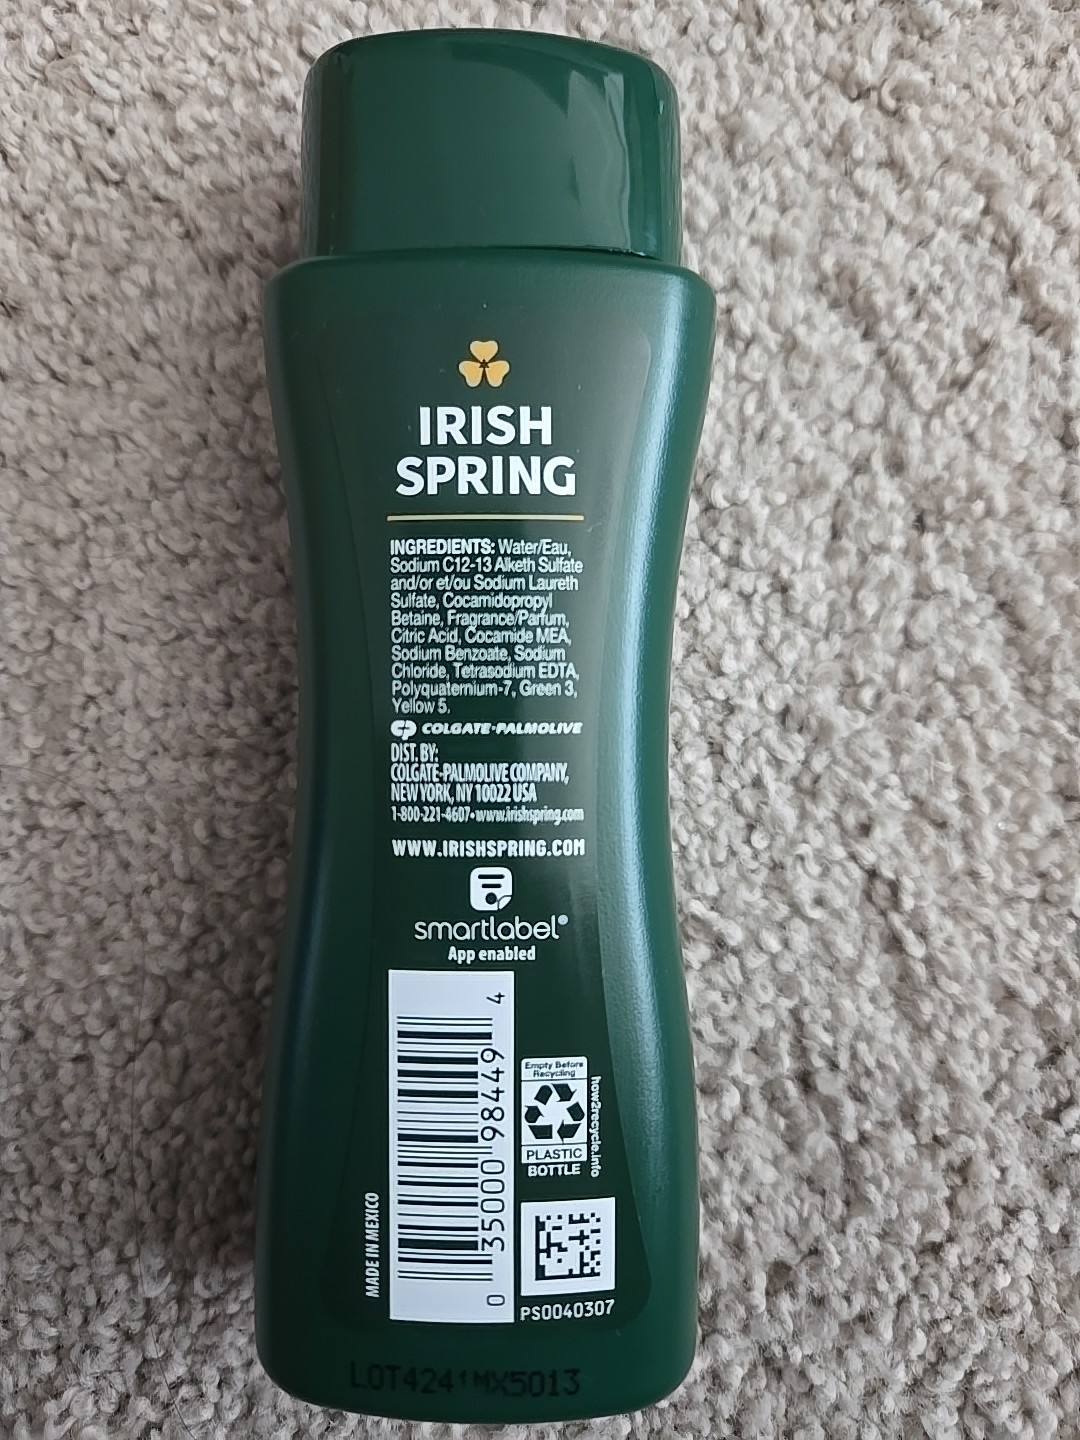 IRISH
SPRING
INGREDIENTS: Water/Eau,
Sodium C12-13 Alketh Sulfate
and/or et/ou Sodium Laureth
Sulfate, Cocamidopropyl
Betaine, Fragrance/Parfum,
Citric Acid, Cocamide MEA,
Sodium Benzoate, Sodium
Chloride, Tetrasodium EDTA,
Polyquaternium-7, Green 3,
Yellow 5.
CP COLGATE-PALMOLIVE
DIST. BY:
COLGATE-PALMOLIVE COMPANY,
NEW YORK, NY 10022 USA
1-800-221-4607•www.irishspring.com
WWW.IRISHSPRING.COM
smartlabel®
App enabled
0 35000 98449 4
MADE IN MEXICO
Empty Before
Recycling
PLASTIC
BOTTLE
how2recycle.info
PS0040307
LOT4241MX5013